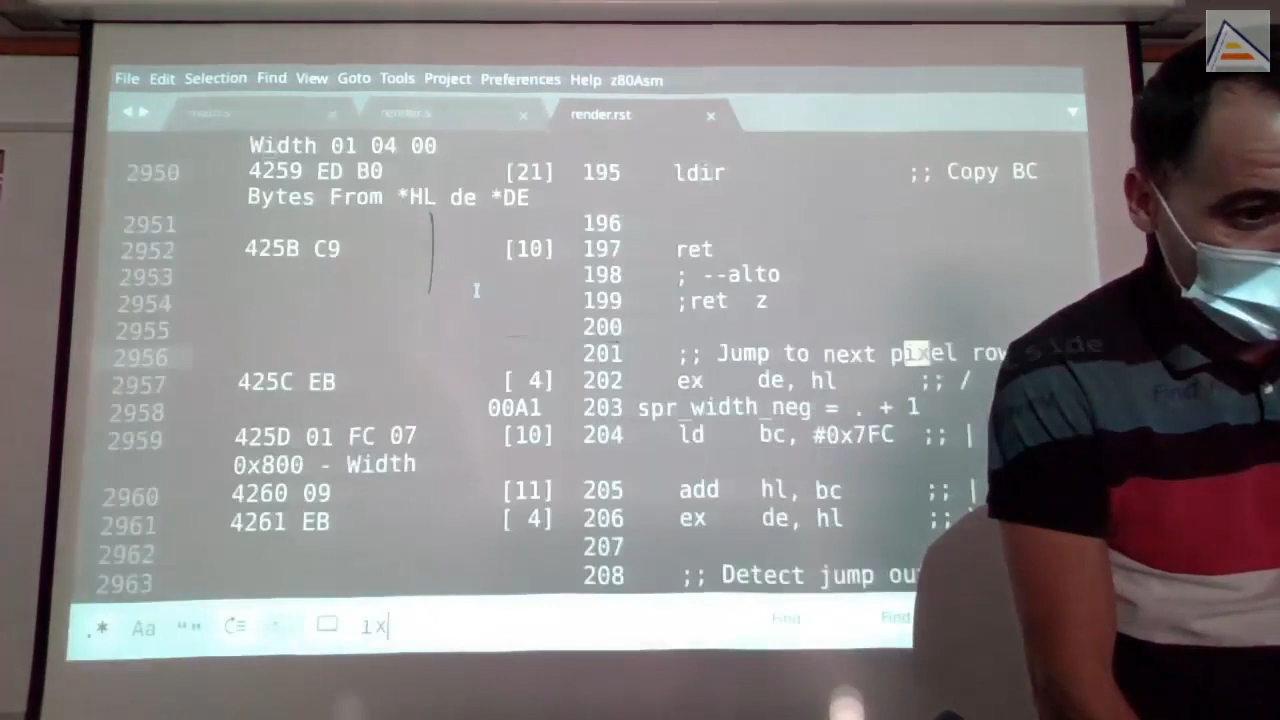 File Edit Selection Find View Goto Tools Project Preferences Help z80Asm
render.s render.rst
Width 01 04 00
2950 4259 ED B0 [21] 195 ldir ;; Copy BC
Bytes From *HL de *DE
2951 196
2952 425B C9 [10] 197 ret
2953 198 ; --alto
2954 199 ;ret z
2955 200
2956 201 ;; Jump to next pixel row side
2957 425C EB [ 4] 202 ex de, hl ;; /
2958 00A1 203 spr_width_neg = . + 1
2959 425D 01 FC 07 [10] 204 ld bc, #0x7FC ;; |
0x800 - Width
2960 4260 09 [11] 205 add hl, bc ;; |
2961 4261 EB [ 4] 206 ex de, hl ;;
2962 207
2963 208 ;; Detect jump
.* Aa “” 1x Find Find